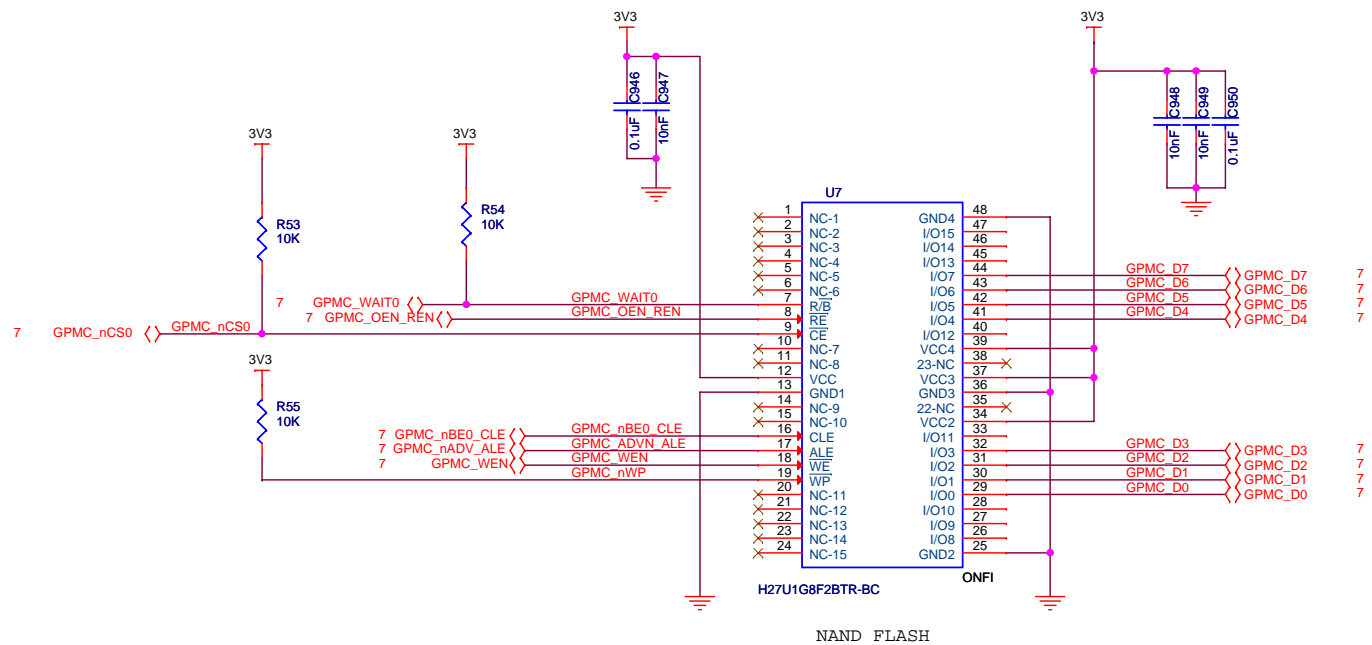 3V3
3V3
C946
0.1uF
C947
10nF
C948
10nF
C949
10nF
C950
0.1uF
3V3
3V3
R53
10K
R54
10K
U7
1 NC-1
2 NC-2
3 NC-3
4 NC-4
5 NC-5
6 NC-6
7 GPMC_WAIT0 GPMC_WAIT0 7 R/B
7 GPMC_OEN_REN GPMC_OEN_REN 8 RE
7 GPMC_nCS0 GPMC_nCS0 9 CE
10 NC-7
11 NC-8
12 VCC
13 GND1
14 NC-9
15 NC-10
3V3
R55
10K
7 GPMC_nBE0_CLE GPMC_nBE0_CLE 16 CLE
7 GPMC_nADV_ALE GPMC_ADVN_ALE 17 ALE
7 GPMC_WEN GPMC_WEN 18 WE
GPMC_nWP 19 WP
20 NC-11
21 NC-12
22 NC-13
23 NC-14
24 NC-15
GND4 48
I/O15 47
I/O14 46
I/O13 45
I/O7 44 GPMC_D7 GPMC_D7 7
I/O6 43 GPMC_D6 GPMC_D6 7
I/O5 42 GPMC_D5 GPMC_D5 7
I/O4 41 GPMC_D4 GPMC_D4 7
I/O12 40
VCC4 39
23-NC 38
VCC3 37
GND3 36
22-NC 35
VCC2 34
I/O11 33
I/O3 32 GPMC_D3 GPMC_D3 7
I/O2 31 GPMC_D2 GPMC_D2 7
I/O1 30 GPMC_D1 GPMC_D1 7
I/O0 29 GPMC_D0 GPMC_D0 7
I/O10 28
I/O9 27
I/O8 26
GND2 25
ONFI
H27U1G8F2BTR-BC
NAND FLASH